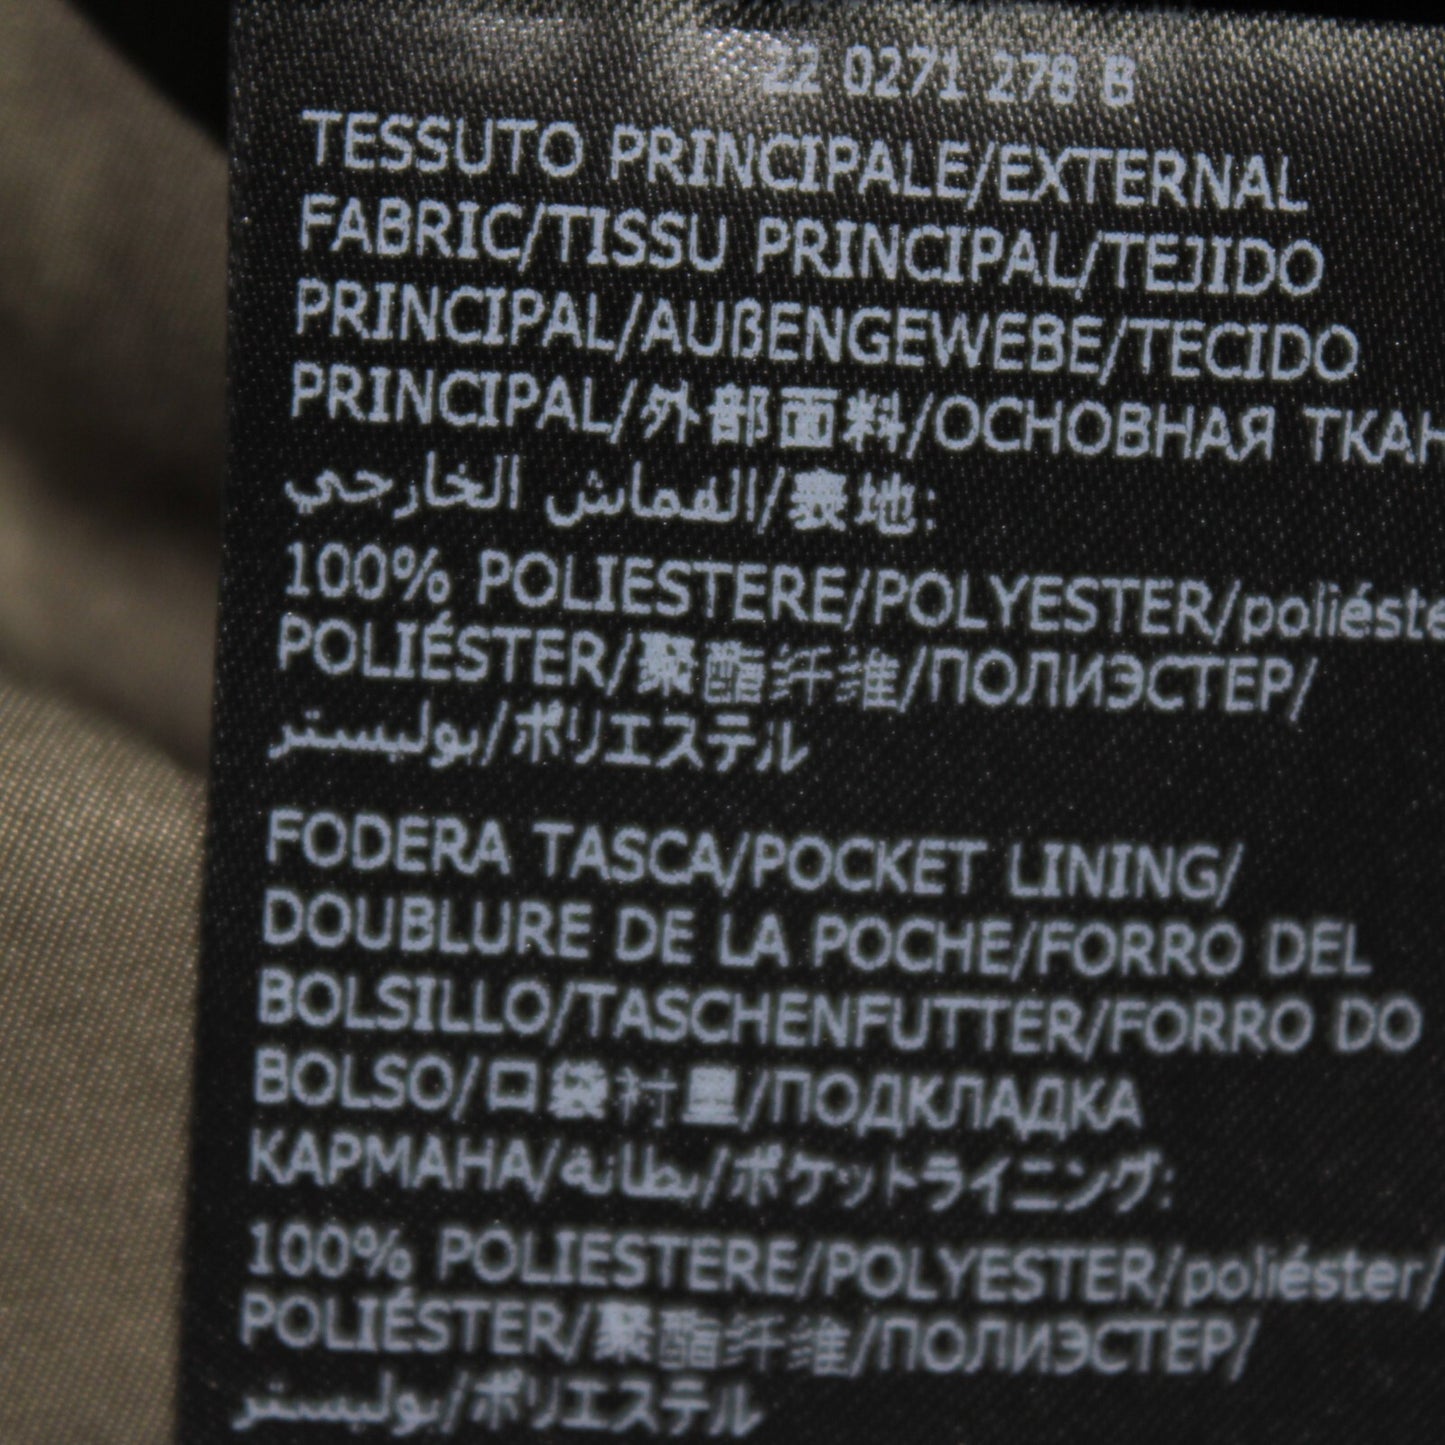 22 0271 278 B
TESSUTO PRINCIPALE/EXTERNAL
FABRIC/TISSU PRINCIPAL/TEJIDO
PRINCIPAL/AUßENGEWEBE/TECIDO
PRINCIPAL/外部面料/ОСНОВНАЯ ТКАН
القماش الخارجي/表地:
100% POLIESTERE/POLYESTER/poliéste
POLIÉSTER/聚酯纤维/ПОЛИЭСТЕР/
بوليستر/ポリエステル
FODERA TASCA/POCKET LINING/
DOUBLURE DE LA POCHE/FORRO DEL
BOLSILLO/TASCHENFUTTER/FORRO DO
BOLSO/口袋衬里/ПОДКЛАДКА
КАРМАНА/بطانة/ポケットライニング:
100% POLIESTERE/POLYESTER/poliéster/
POLIÉSTER/聚酯纤维/ПОЛИЭСТЕР/
بوليستر/ポリエステル